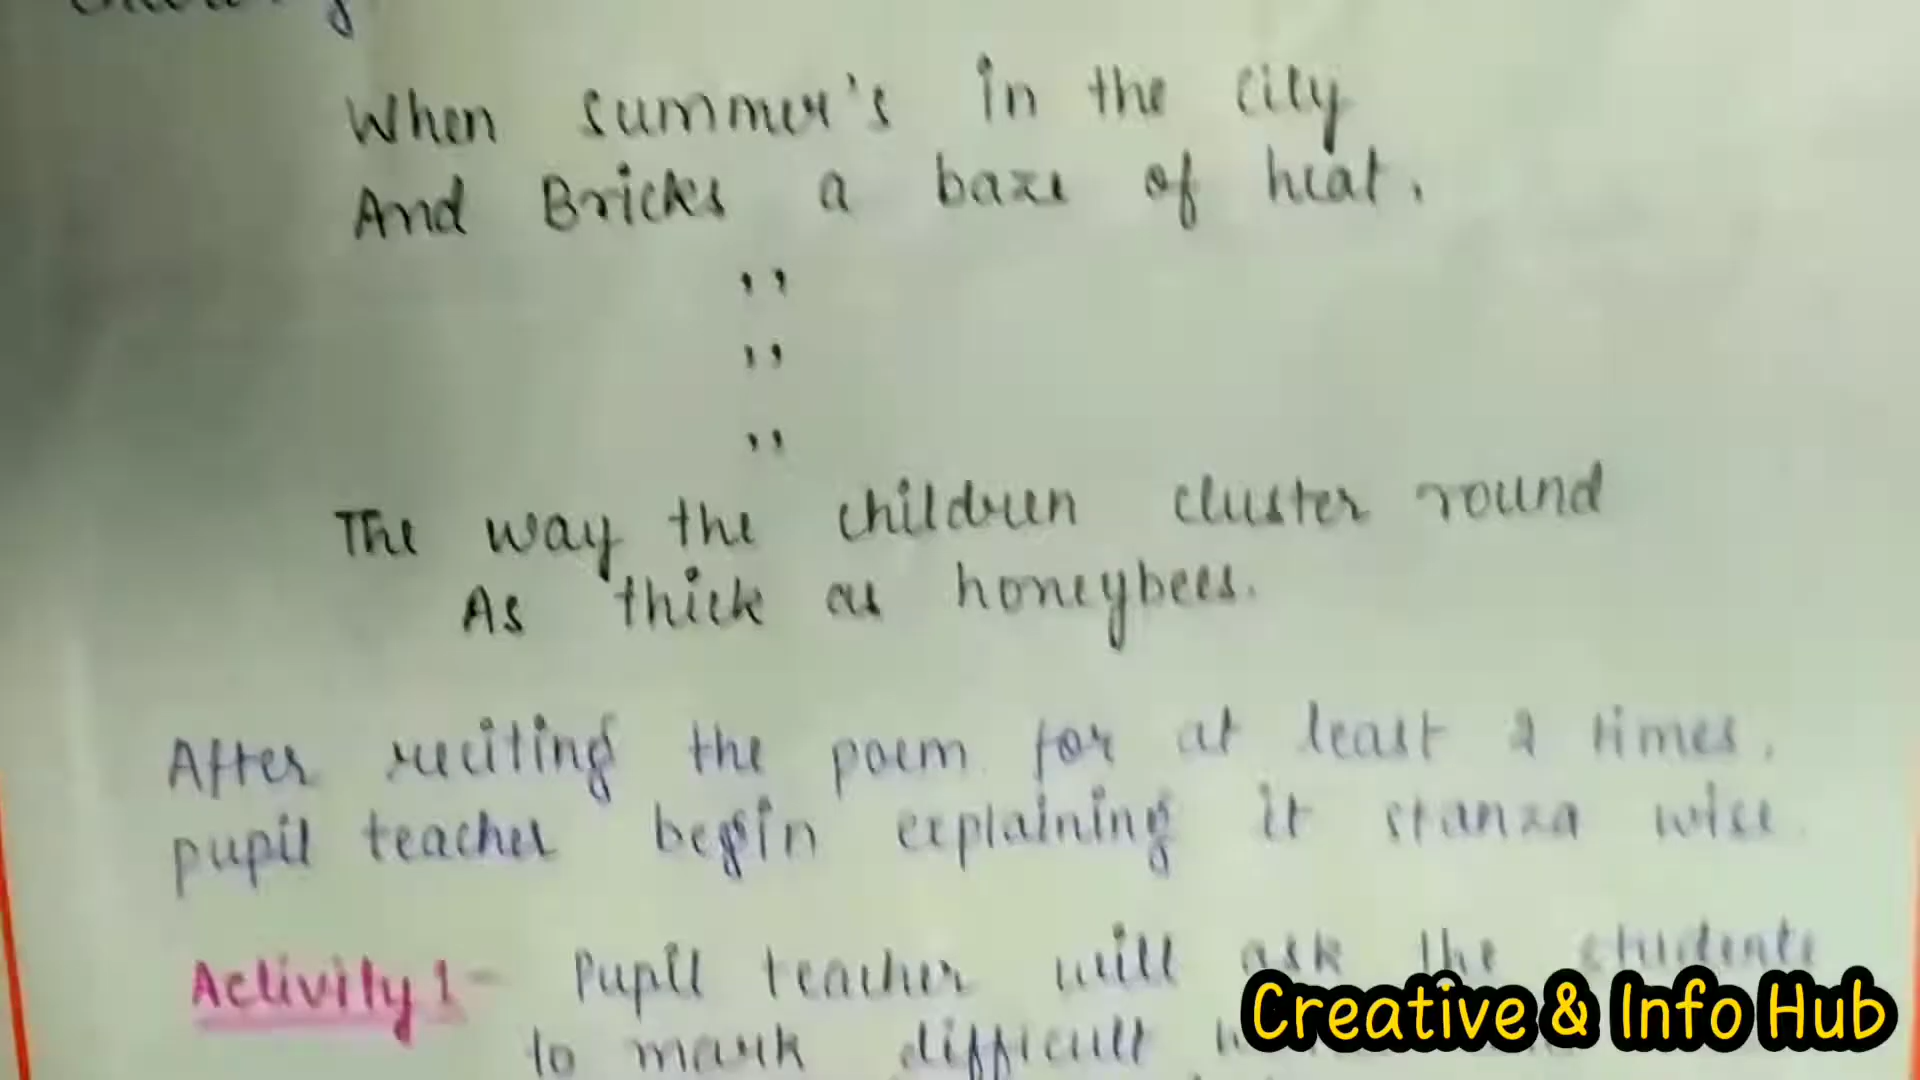 When summer's in the city
And Bricks a baze of heat.
,,
,,
,,
The way the children cluster round
As thick as honeybees.
After reciting the poem for at least 2 times.
pupil teacher begin explaining it stanza wise
Activity 1- Pupil teacher will ask the students
to mark difficult
Creative & Info Hub